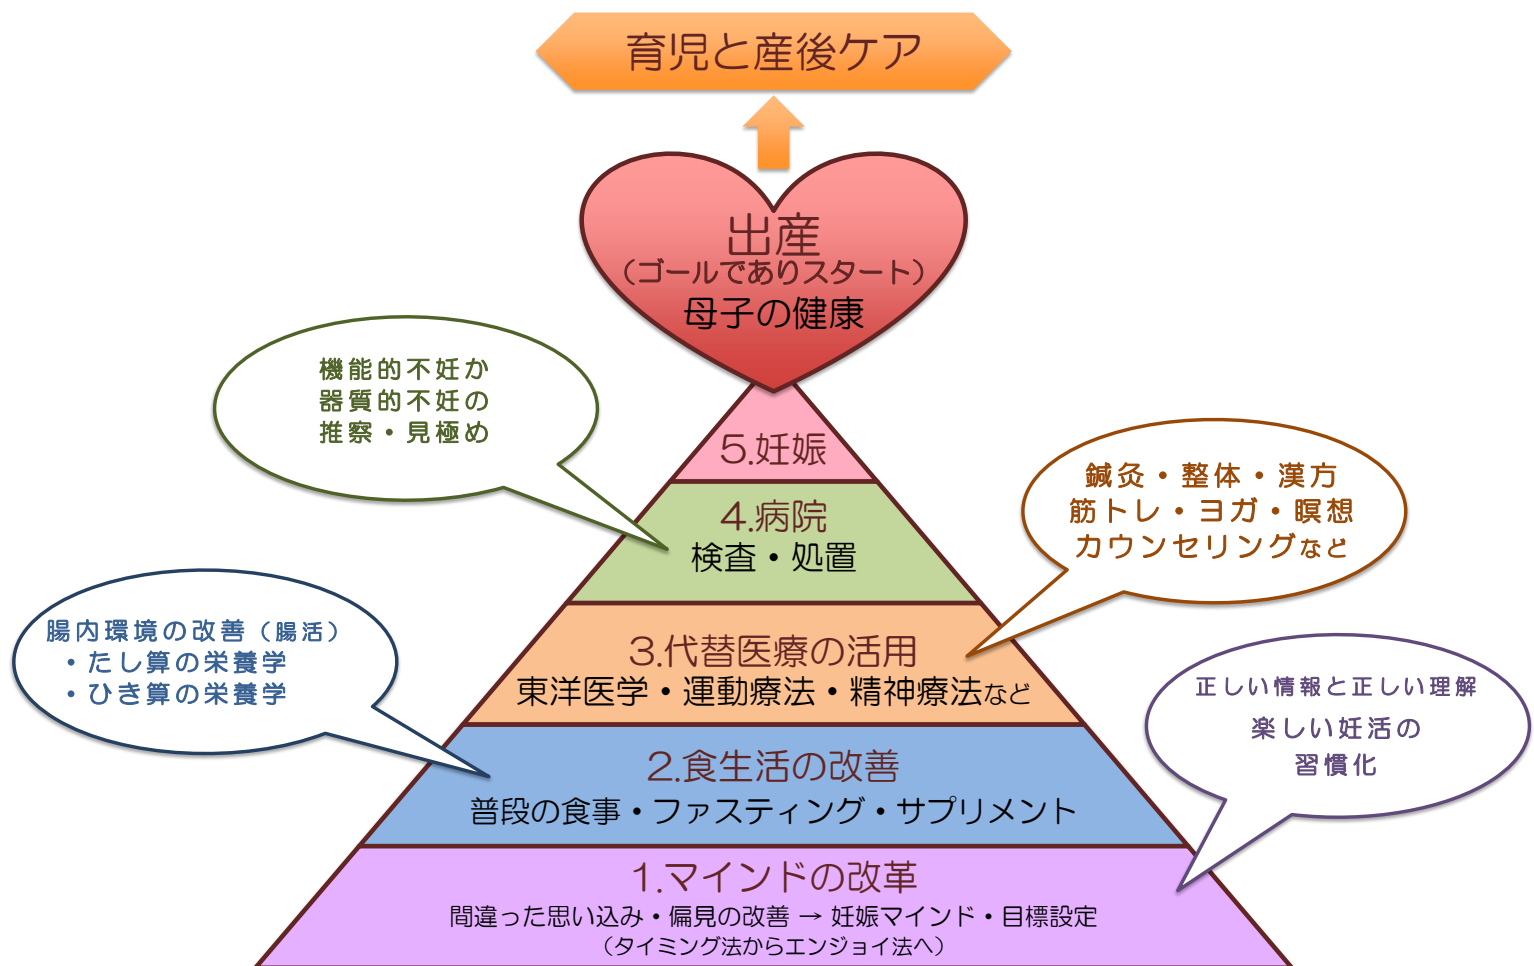 育児と産後ケア
出産
（ゴールでありスタート）
母子の健康
機能的不妊か
器質的不妊の
推察・見極め
5.妊娠
4.病院
検査・処置
鍼灸・整体・漢方
筋トレ・ヨガ・瞑想
カウンセリングなど
3.代替医療の活用
東洋医学・運動療法・精神療法など
腸内環境の改善（腸活）
・たし算の栄養学
・ひき算の栄養学
2.食生活の改善
普段の食事・ファスティング・サプリメント
正しい情報と正しい理解
楽しい妊活の
習慣化
1.マインドの改革
間違った思い込み・偏見の改善 → 妊娠マインド・目標設定
（タイミング法からエンジョイ法へ）